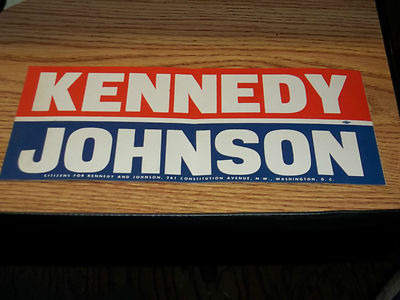 KENNEDY
JOHNSON
CITIZENS FOR KENNEDY AND JOHNSON, 261 CONSTITUTION AVENUE, N.W., WASHINGTON, D.C.